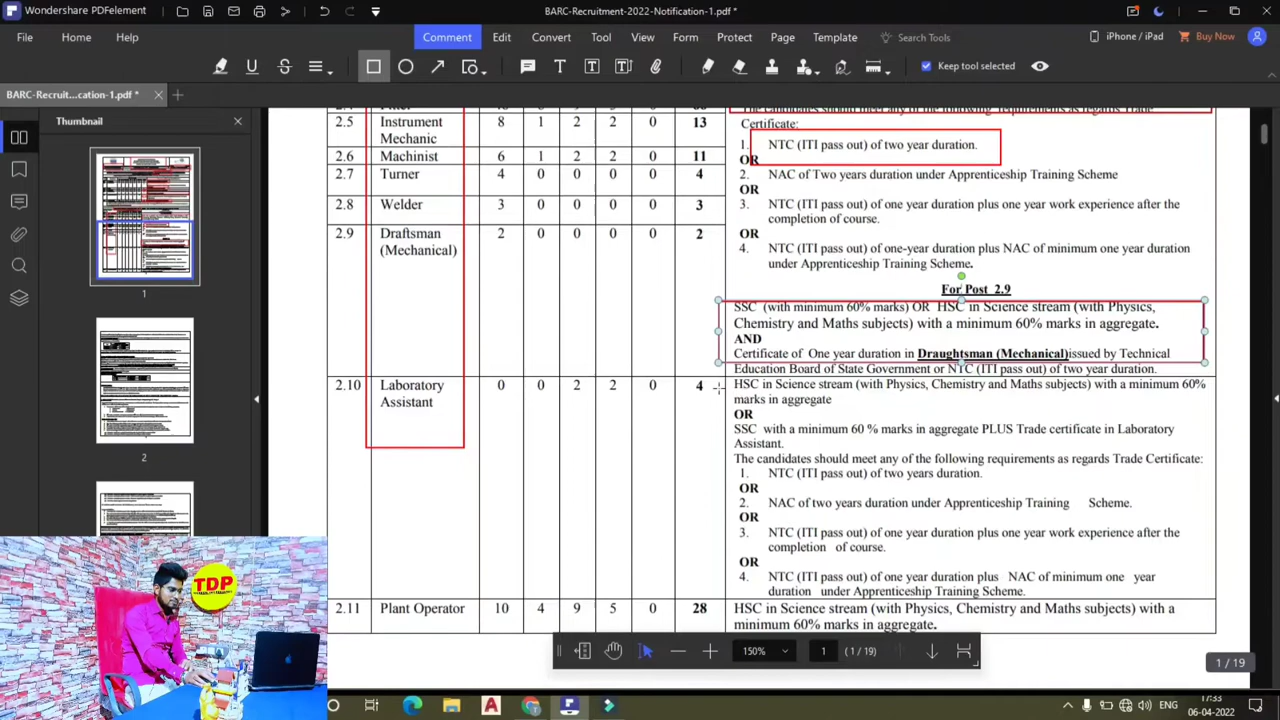 Wondershare PDFelement
BARC-Recruitment-2022-Notification-1.pdf *
File Home Help Comment Edit Convert Tool View Form Protect Page Template Search Tools iPhone / iPad Buy Now
Keep tool selected
BARC-Recruit...cation-1.pdf *
Thumbnail
1
2
The candidates should meet any of the following requirements as regards Trade
Certificate:
2.5 Instrument Mechanic 8 1 2 2 0 13
2.6 Machinist 6 1 2 2 0 11
2.7 Turner 4 0 0 0 0 4
2.8 Welder 3 0 0 0 0 3
2.9 Draftsman (Mechanical) 2 0 0 0 0 2
1. NTC (ITI pass out) of two year duration.
OR
2. NAC of Two years duration under Apprenticeship Training Scheme
OR
3. NTC (ITI pass out) of one year duration plus one year work experience after the
completion of course.
OR
4. NTC (ITI pass out) of one-year duration plus NAC of minimum one year duration
under Apprenticeship Training Scheme.
For Post 2.9
SSC (with minimum 60% marks) OR HSC in Science stream (with Physics,
Chemistry and Maths subjects) with a minimum 60% marks in aggregate.
AND
Certificate of One year duration in Draughtsman (Mechanical)issued by Technical
Education Board of State Government or NTC (ITI pass out) of two year duration.
2.10 Laboratory Assistant 0 0 2 2 0 4
HSC in Science stream (with Physics, Chemistry and Maths subjects) with a minimum 60%
marks in aggregate
OR
SSC with a minimum 60 % marks in aggregate PLUS Trade certificate in Laboratory
Assistant.
The candidates should meet any of the following requirements as regards Trade Certificate:
1. NTC (ITI pass out) of two years duration.
OR
2. NAC of two years duration under Apprenticeship Training Scheme.
OR
3. NTC (ITI pass out) of one year duration plus one year work experience after the
completion of course.
OR
4. NTC (ITI pass out) of one year duration plus NAC of minimum one year
duration under Apprenticeship Training Scheme.
2.11 Plant Operator 10 4 9 5 0 28
HSC in Science stream (with Physics, Chemistry and Maths subjects) with a
minimum 60% marks in aggregate.
TDP
150% 1 (1 / 19)
1 / 19
ENG
17:33
06-04-2022